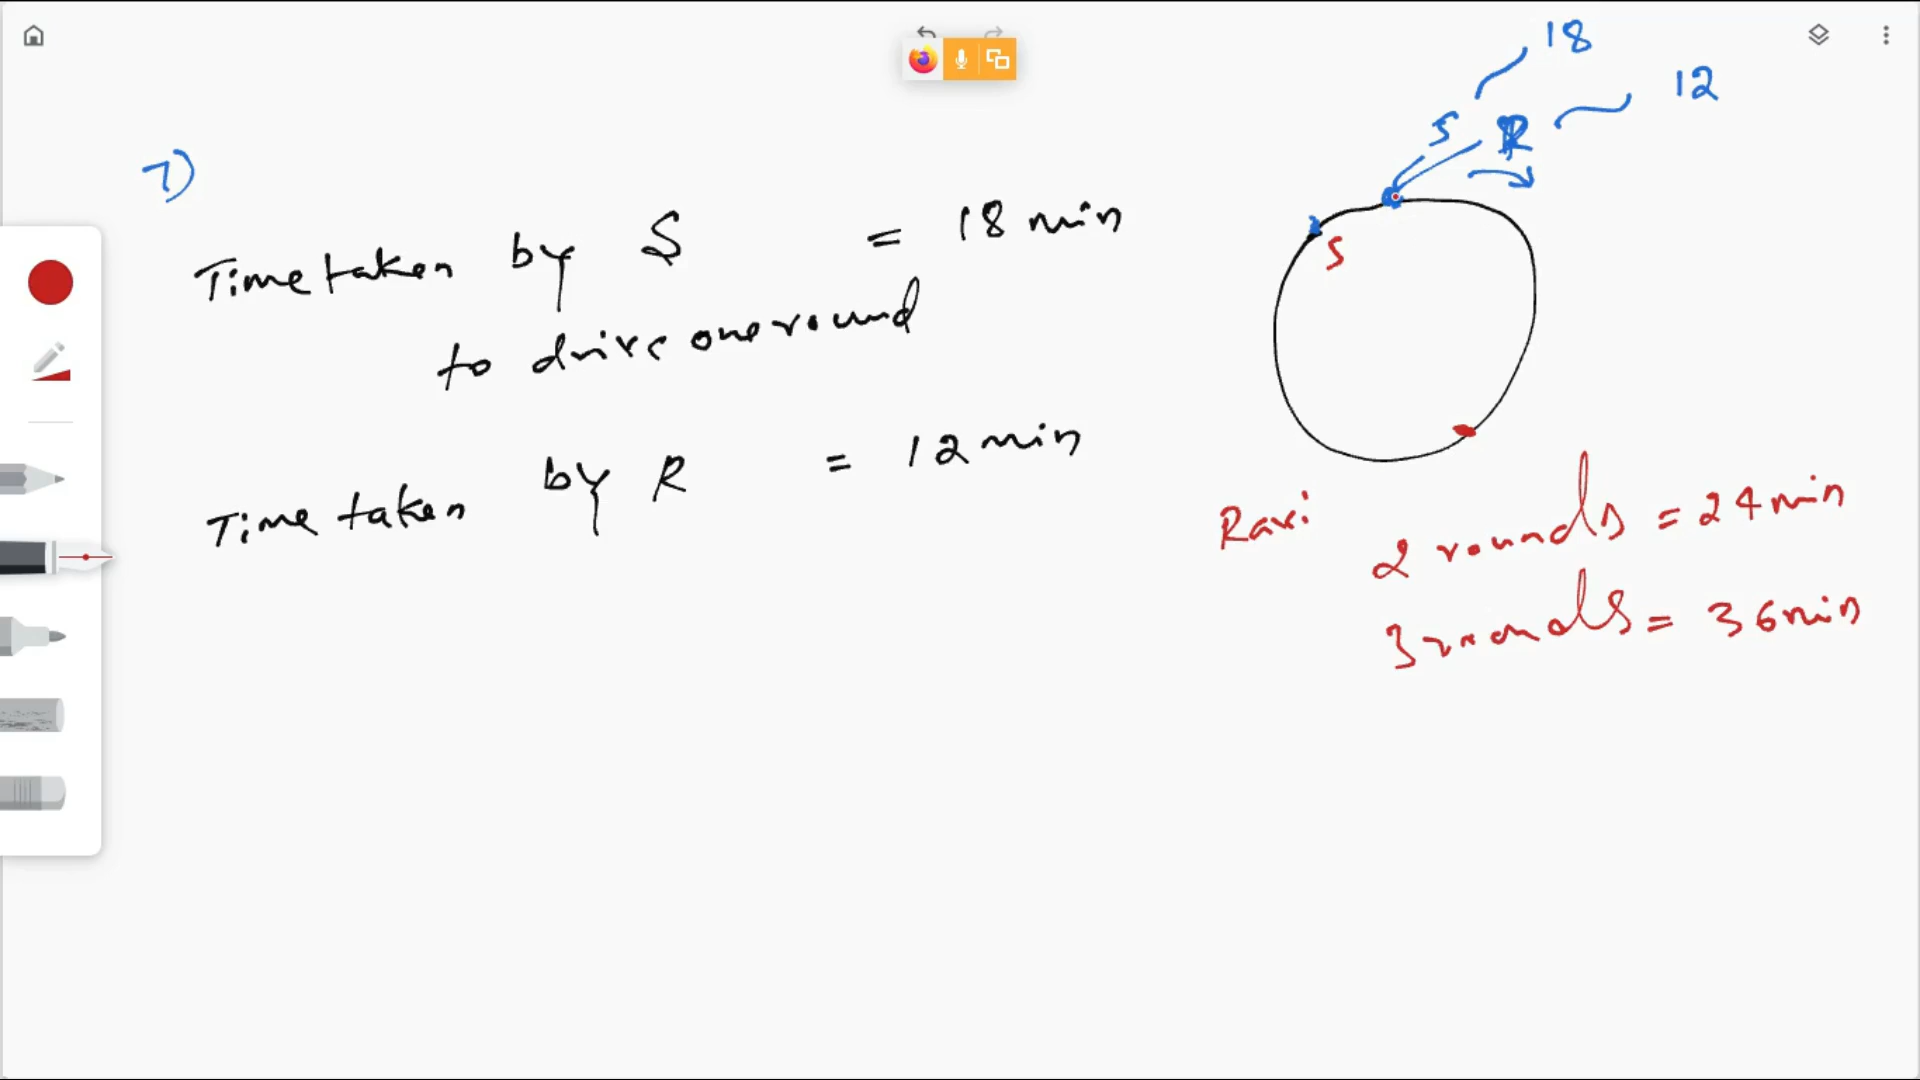 7)
Time taken by S = 18 min
to drive one round
Time taken by R = 12 min
18
12
S R
S
Ravi
2 rounds = 24 min
3 rounds = 36 min